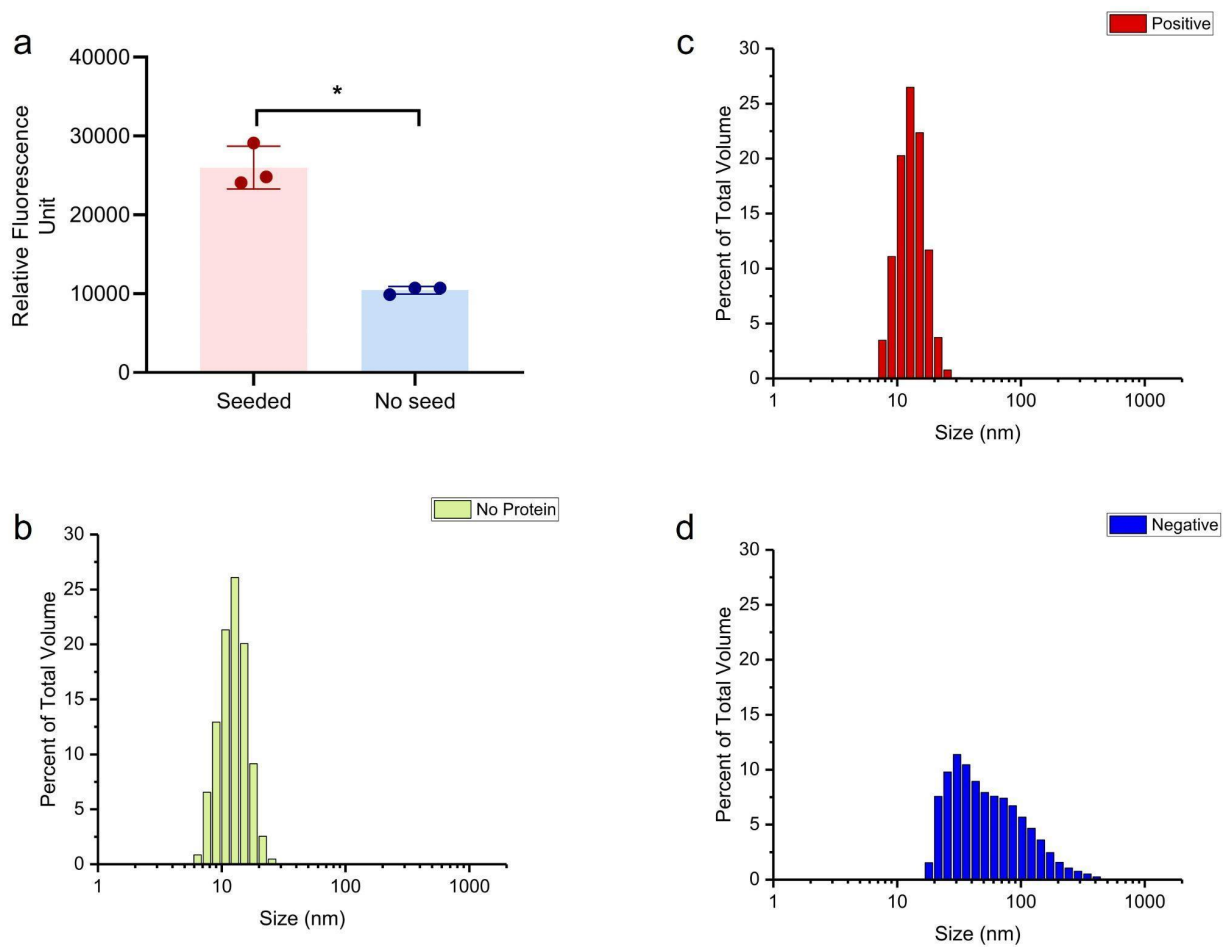 a
40000
30000
20000
10000
0
Relative Fluorescence
Unit
*
Seeded
No seed
b
No Protein
30
25
20
15
10
5
0
Percent of Total Volume
1
10
100
1000
Size (nm)
c
Positive
30
25
20
15
10
5
0
Percent of Total Volume
1
10
100
1000
Size (nm)
d
Negative
30
25
20
15
10
5
0
Percent of Total Volume
1
10
100
1000
Size (nm)